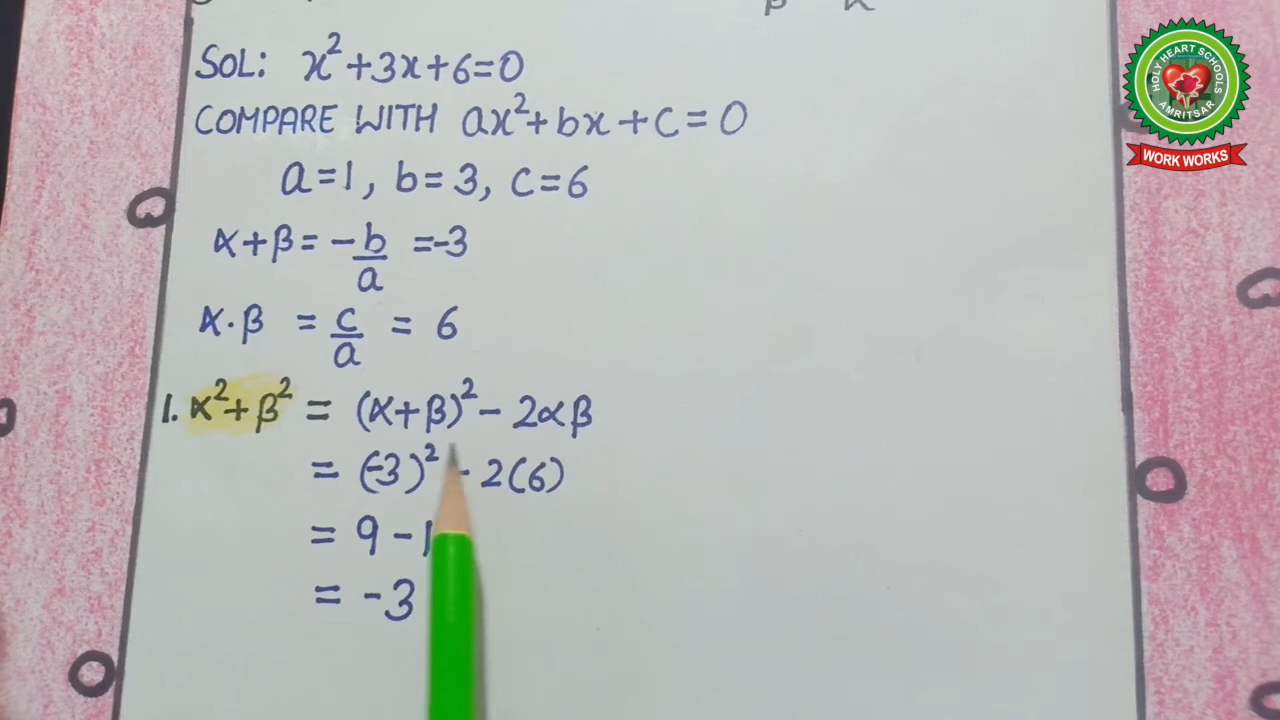 β α
SOL: x²+3x+6=0
COMPARE WITH ax²+bx+c=0
a=1, b=3, c=6
α+β = -b/a =-3
α·β = c/a = 6
1. α²+β² = (α+β)² - 2αβ
= (-3)² - 2(6)
= 9 - 1
= -3
HOLY HEART SCHOOLS
AMRITSAR
WORK WORKS